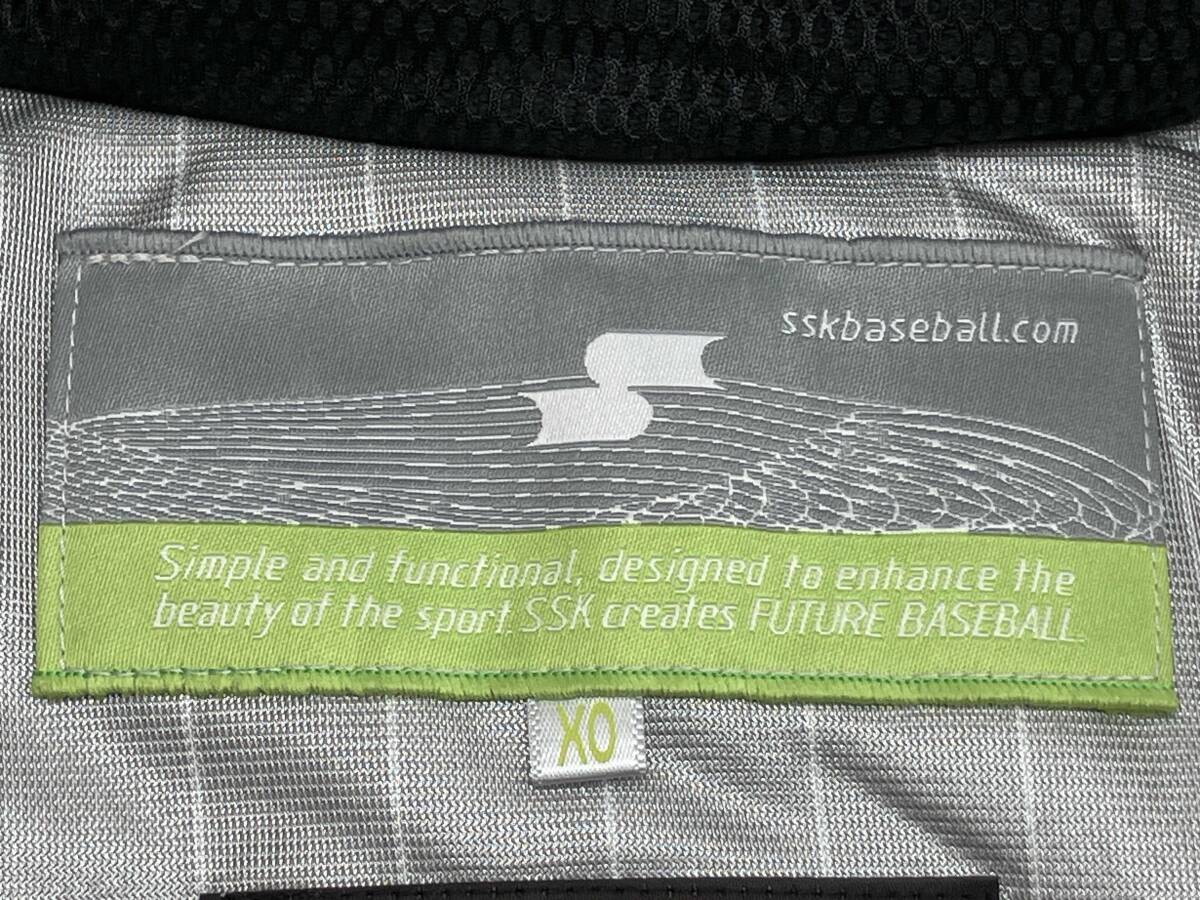 sskbaseball.com
Simple and functional, designed to enhance the
beauty of the sport. SSK creates FUTURE BASEBALL.
XO